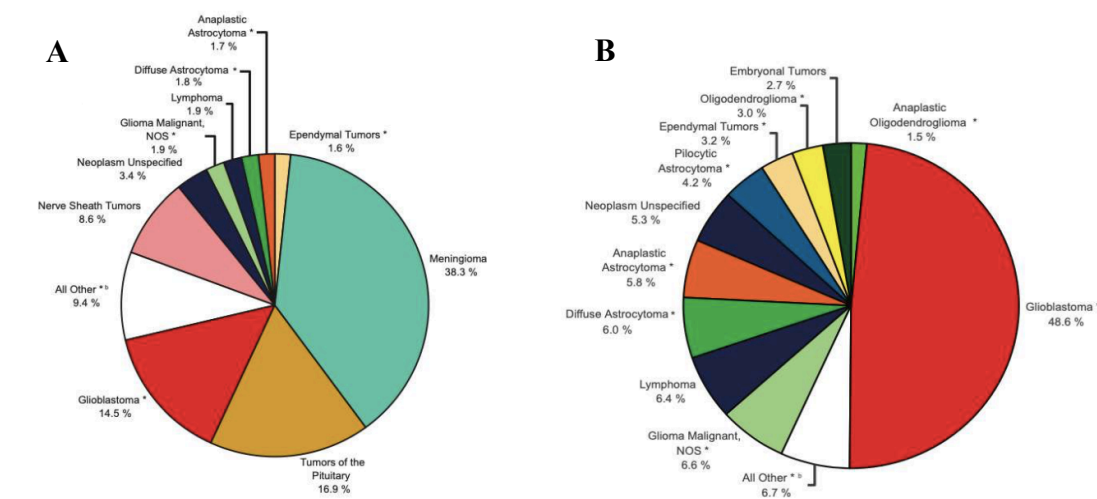 A
Anaplastic
Astrocytoma *
1.7 %
Diffuse Astrocytoma *
1.8 %
Lymphoma
1.9 %
Glioma Malignant,
NOS *
1.9 %
Neoplasm Unspecified
3.4 %
Nerve Sheath Tumors
8.6 %
All Other * b
9.4 %
Glioblastoma *
14.5 %
Tumors of the
Pituitary
16.9 %
Meningioma
38.3 %
Ependymal Tumors *
1.6 %
B
Embryonal Tumors
2.7 %
Oligodendroglioma *
3.0 %
Ependymal Tumors *
3.2 %
Pilocytic
Astrocytoma *
4.2 %
Neoplasm Unspecified
5.3 %
Anaplastic
Astrocytoma *
5.8 %
Diffuse Astrocytoma *
6.0 %
Lymphoma
6.4 %
Glioma Malignant,
NOS *
6.6 %
All Other * b
6.7 %
Glioblastoma *
48.6 %
Anaplastic
Oligodendroglioma *
1.5 %